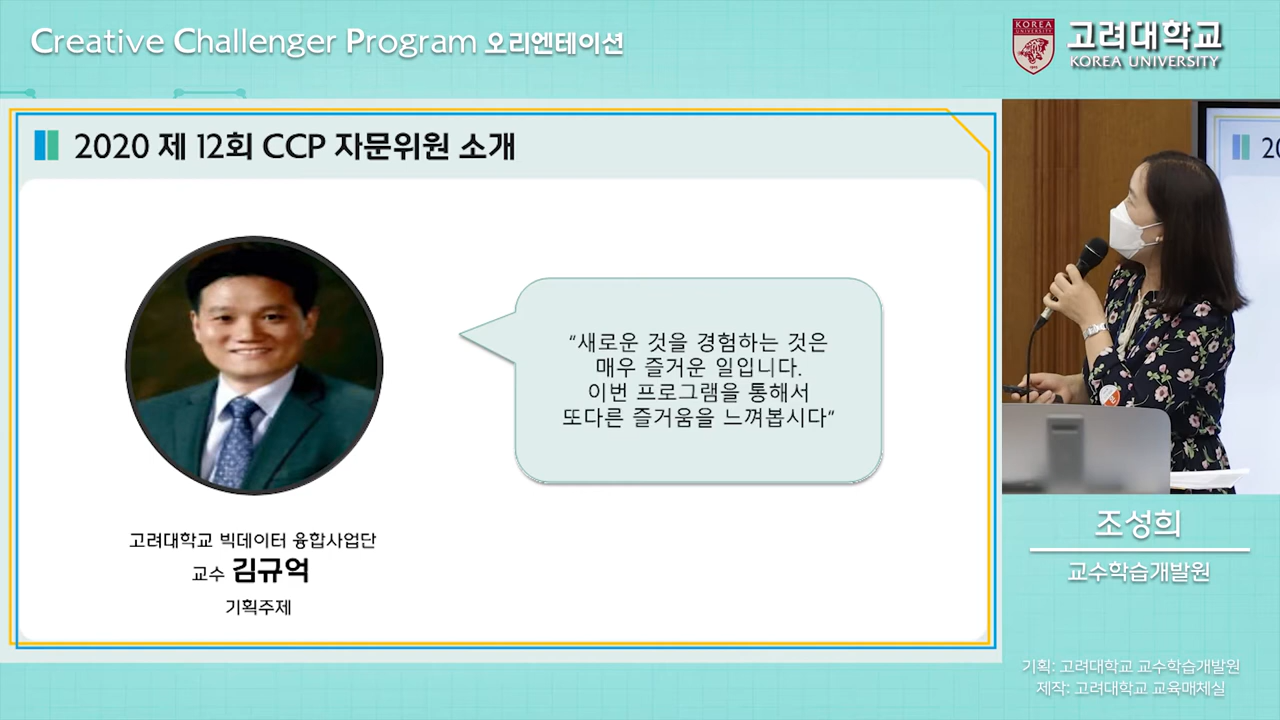 Creative Challenger Program 오리엔테이션
KOREA
UNIVERSITY
고려대학교
KOREA UNIVERSITY
2020 제 12회 CCP 자문위원 소개
“새로운 것을 경험하는 것은
매우 즐거운 일입니다.
이번 프로그램을 통해서
또다른 즐거움을 느껴봅시다“
고려대학교 빅데이터 융합사업단
교수 김규억
기획주제
20
조성희
교수학습개발원
기획: 고려대학교 교수학습개발원
제작: 고려대학교 교육매체실